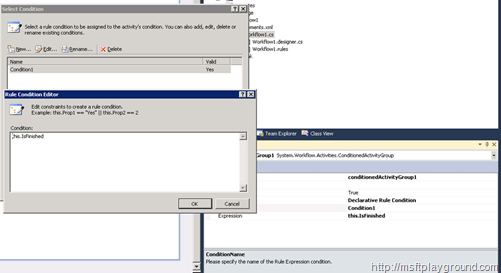 Select Condition
Select a rule condition to be assigned to the activity's condition. You can also add, edit, delete or
rename existing conditions.
New... Edit... Rename... Delete
Name Valid
Condition1 Yes
Rule Condition Editor
Edit constraints to create a rule condition.
Example: this.Prop1 == "Yes" || this.Prop2 == 2
Condition:
this.IsFinished
OK Cancel
flow1
ements.xml
orkflow1.cs
Workflow1.designer.cs
Workflow1.rules
Team Explorer Class View
Group1 System.Workflow.Activities.ConditionedActivityGroup
conditionedActivityGroup1
True
Declarative Rule Condition
Condition1
Expression this.IsFinished
ConditionName
Please specify the name of the Rule Expression condition.
http://msftplayground.com